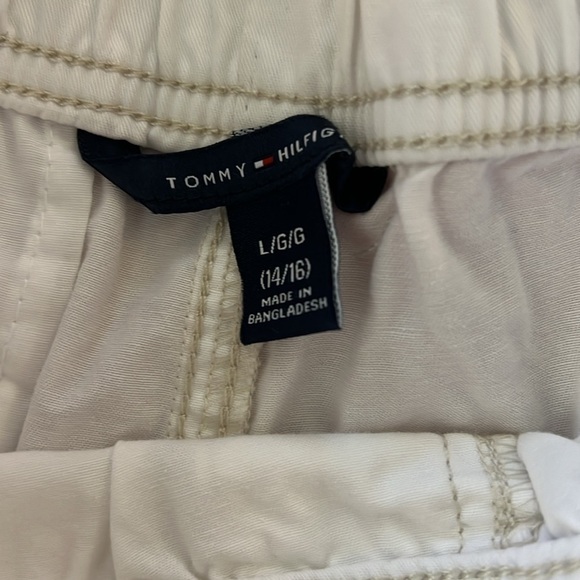 TOMMY HILFIG
L/G/G
(14/16)
MADE IN
BANGLADESH